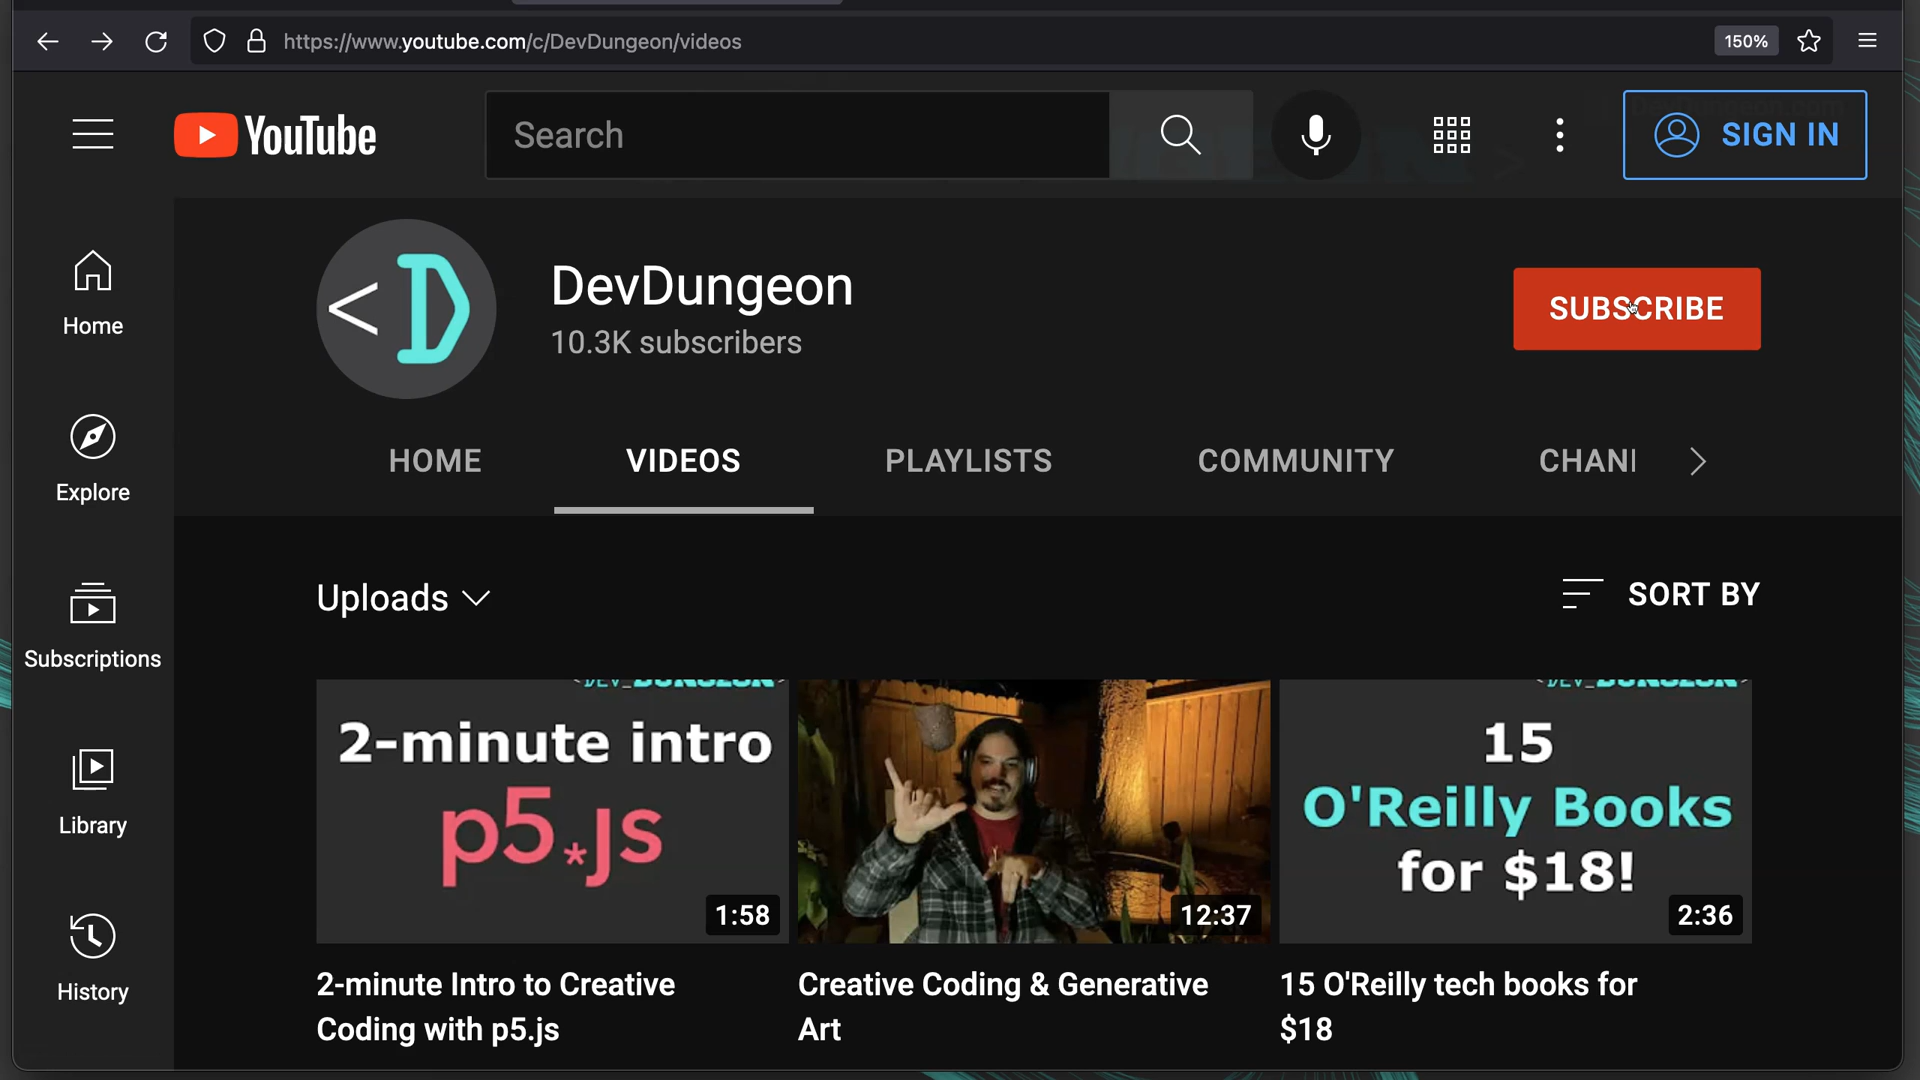 https://www.youtube.com/c/DevDungeon/videos
150%
YouTube
Search
SIGN IN
Home
Explore
Subscriptions
Library
History
<D
DevDungeon
10.3K subscribers
SUBSCRIBE
HOME
VIDEOS
PLAYLISTS
COMMUNITY
CHAN
Uploads
SORT BY
<DEV_DUNGEON>
2-minute intro
p5*js
1:58
12:37
<DEV_DUNGEON>
15
O'Reilly Books
for $18!
2:36
2-minute Intro to Creative
Coding with p5.js
Creative Coding & Generative
Art
15 O'Reilly tech books for
$18